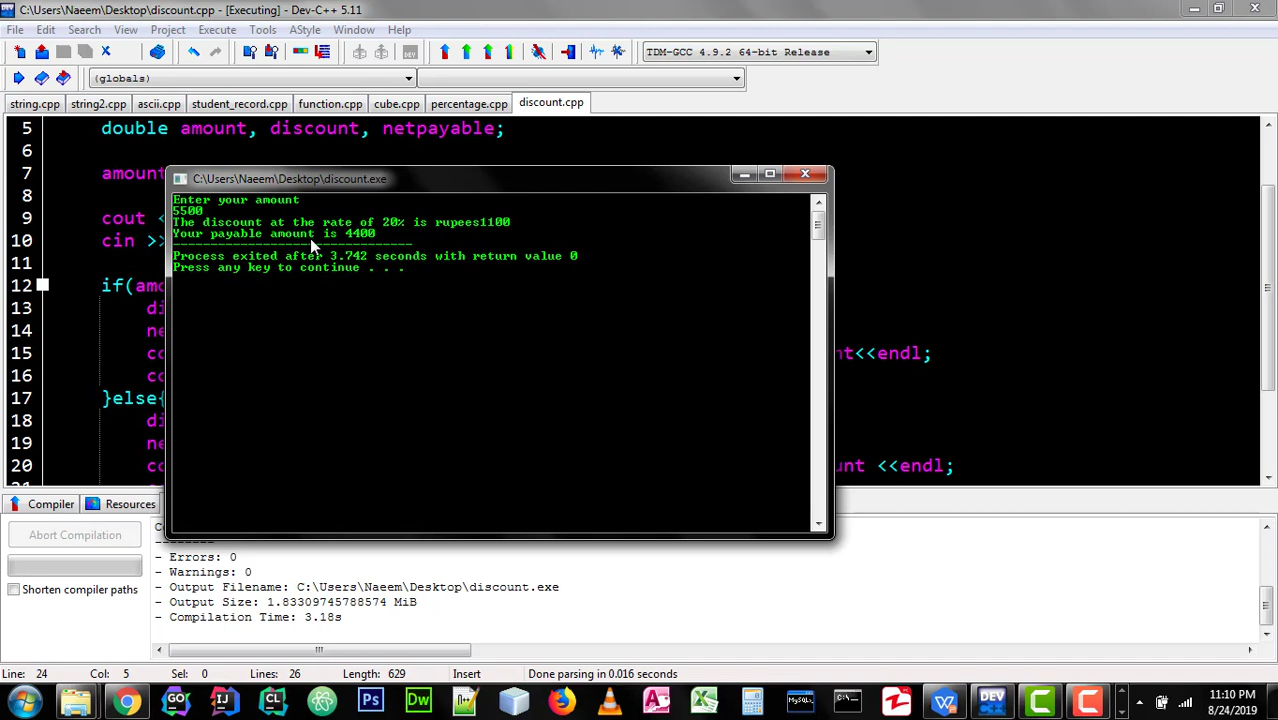 C:\Users\Naeem\Desktop\discount.cpp - [Executing] - Dev-C++ 5.11
File Edit Search View Project Execute Tools AStyle Window Help
TDM-GCC 4.9.2 64-bit Release
(globals)
string.cpp string2.cpp ascii.cpp student_record.cpp function.cpp cube.cpp percentage.cpp discount.cpp
5 double amount, discount, netpayable;
6
7 amount
8
9 cout <
10 cin >>
11
12 if(amo
13 di
14 ne
15 co t<<endl;
16 co
17 }else{
18 di
19 ne
20 co unt <<endl;
C:\Users\Naeem\Desktop\discount.exe
Enter your amount
5500
The discount at the rate of 20% is rupees1100
Your payable amount is 4400
--------------------------------
Process exited after 3.742 seconds with return value 0
Press any key to continue . . .
Compiler Resources
Abort Compilation
Shorten compiler paths
--------
- Errors: 0
- Warnings: 0
- Output Filename: C:\Users\Naeem\Desktop\discount.exe
- Output Size: 1.83309745788574 MiB
- Compilation Time: 3.18s
Line: 24 Col: 5 Sel: 0 Lines: 26 Length: 629 Insert Done parsing in 0.016 seconds
11:10 PM
8/24/2019